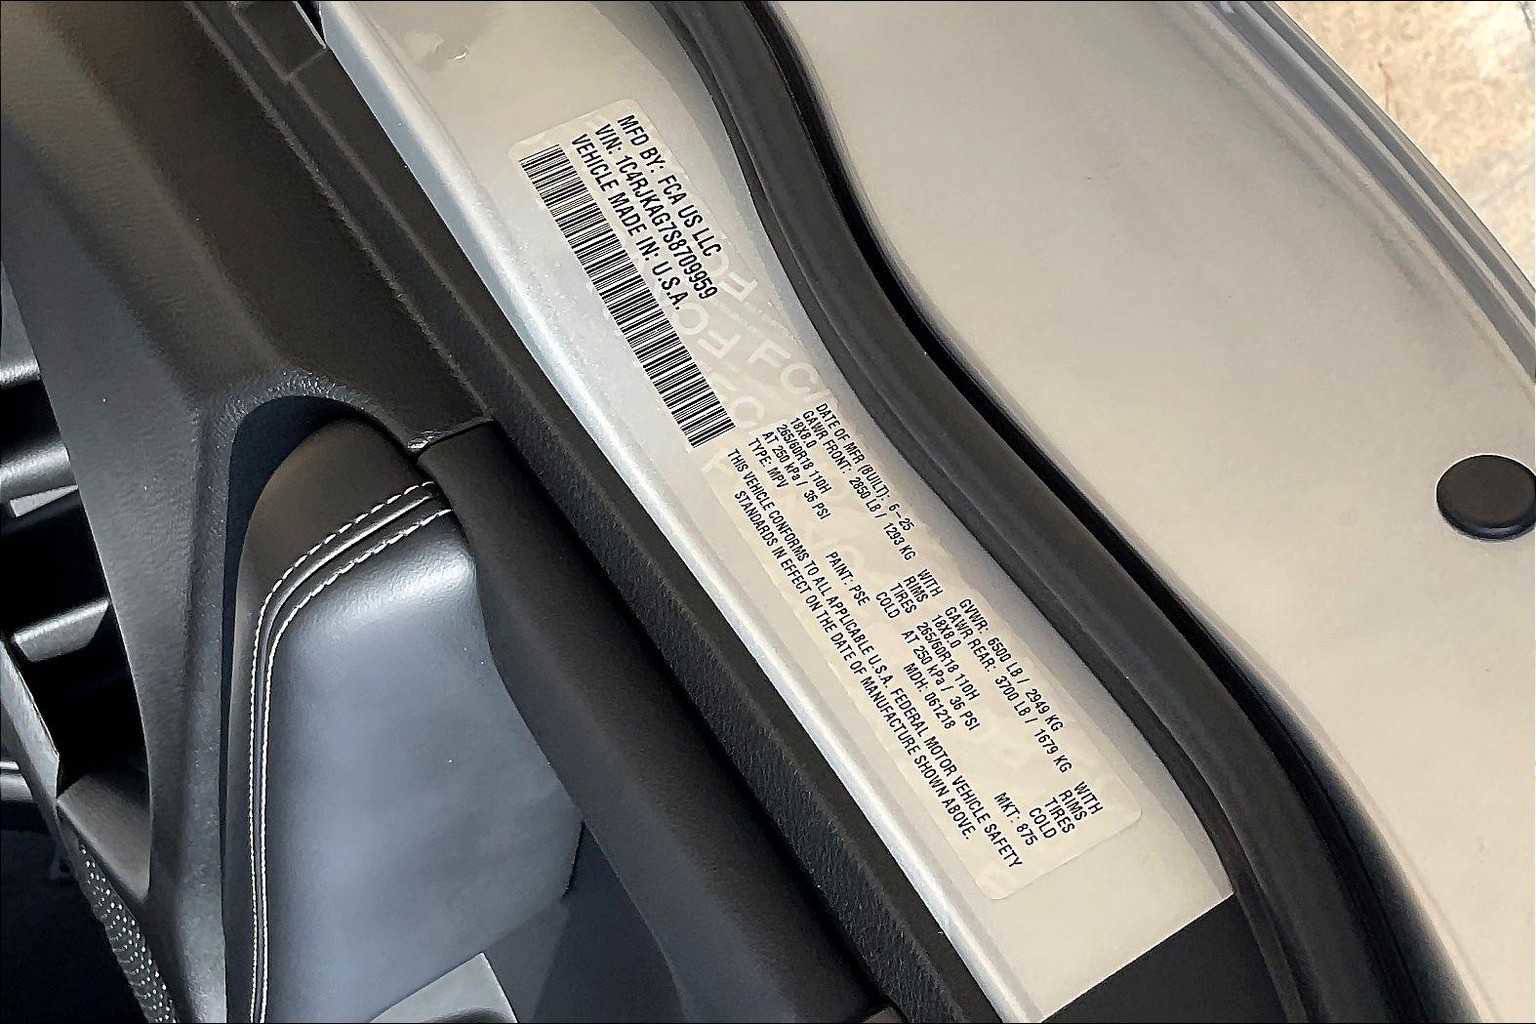 MFD BY: FCA US LLC
VIN: 1C4RJKAG7S8709959
VEHICLE MADE IN: U.S.A.
DATE OF MFR (BUILT): 6-25 GVWR: 6500 LB / 2949 KG
GAWR FRONT: 2850 LB / 1293 KG WITH GAWR REAR: 3700 LB / 1679 KG WITH
18X8.0 RIMS 18X8.0 RIMS
265/60R18 110H TIRES 265/60R18 110H TIRES
AT 250 kPa / 36 PSI COLD AT 250 kPa / 36 PSI COLD
TYPE: MPV PAINT: PSE MDH: 061218 MKT: 875
THIS VEHICLE CONFORMS TO ALL APPLICABLE U.S.A. FEDERAL MOTOR VEHICLE SAFETY
STANDARDS IN EFFECT ON THE DATE OF MANUFACTURE SHOWN ABOVE.